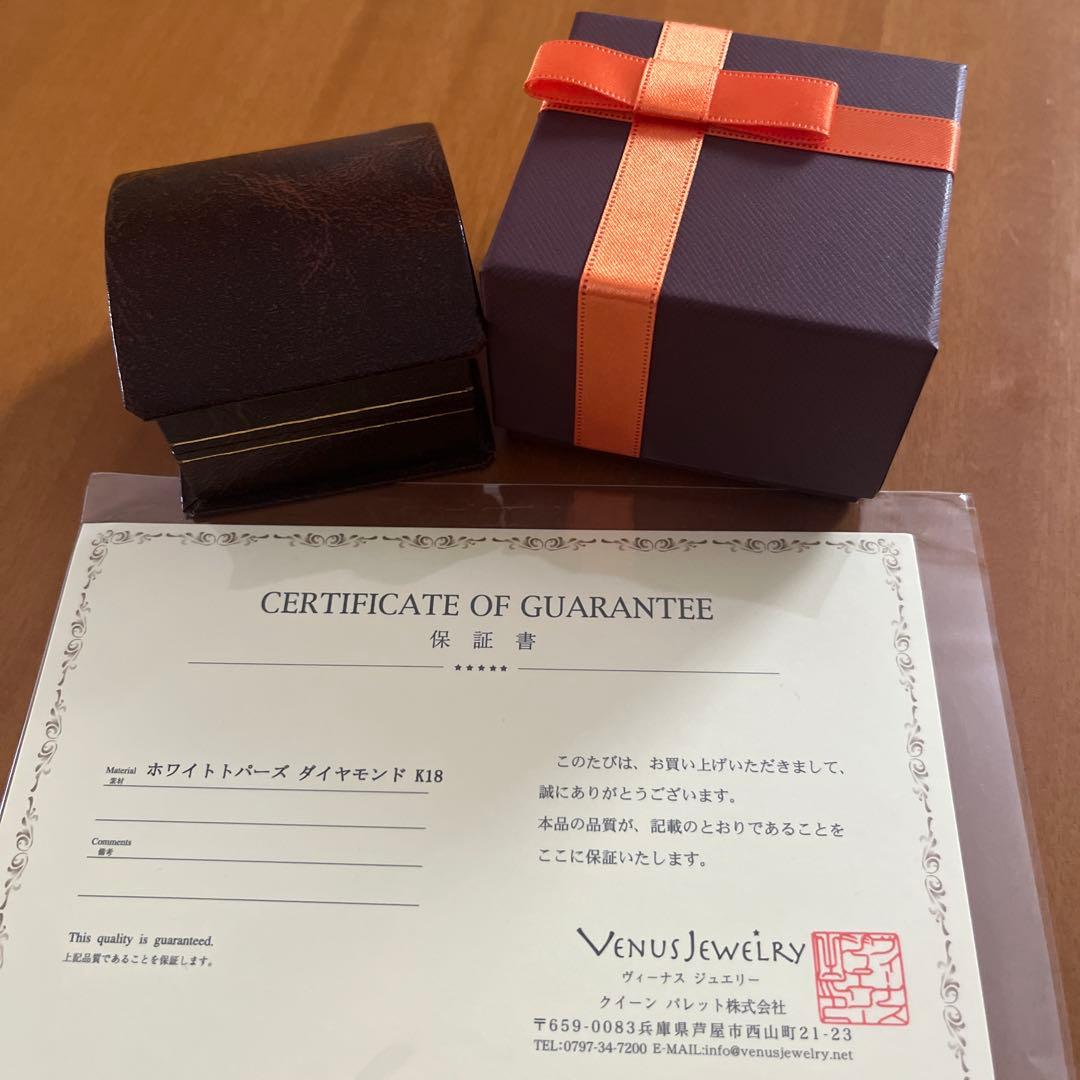 CERTIFICATE OF GUARANTEE
保証書
★★★★★
Material ホワイトトパーズ ダイヤモンド K18
素材
Comments
備考
This quality is guaranteed.
上記品質であることを保証します。
このたびは、お買い上げいただきまして、
誠にありがとうございます。
本品の品質が、記載のとおりであることを
ここに保証いたします。
VENUS JEWELRY
ヴィーナス ジュエリー
クイーン パレット株式会社
〒659-0083兵庫県芦屋市西山町21-23
TEL:0797-34-7200 E-MAIL:info@venusjewelry.net